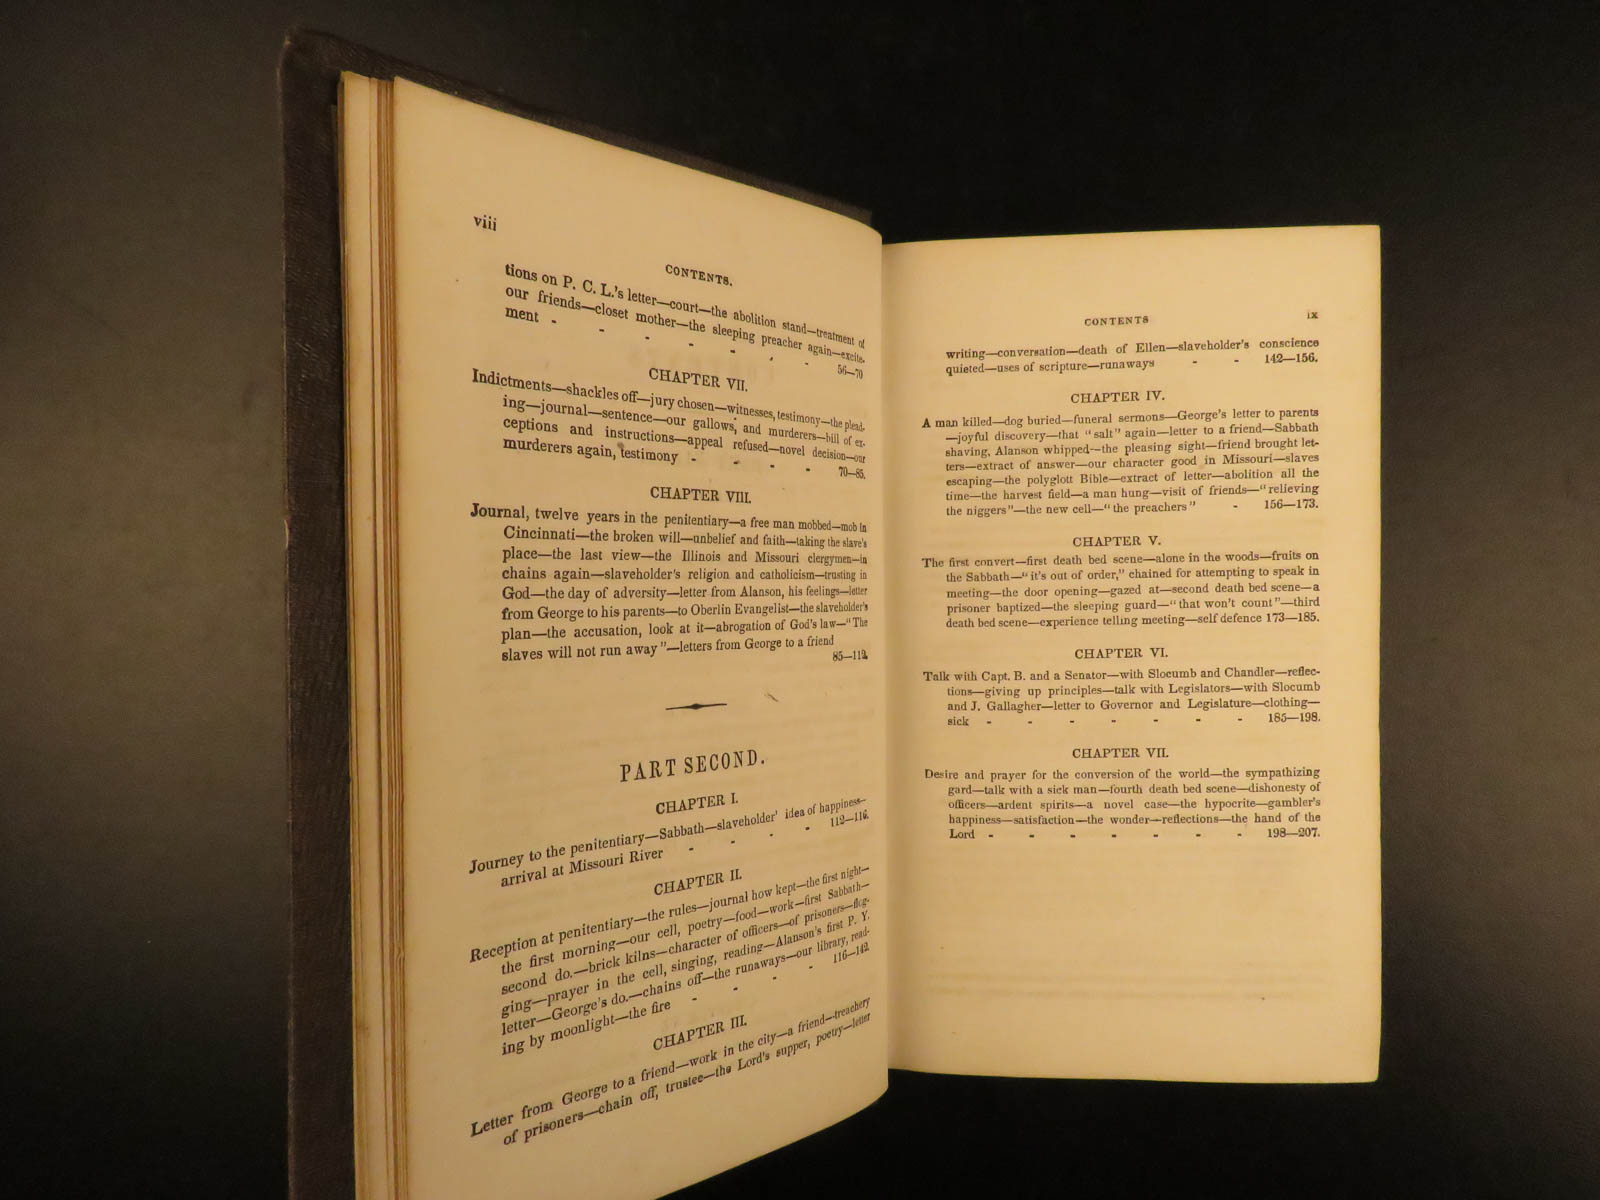 viii
CONTENTS.
tions on P. C. L.'s letter—court—the abolition stand—treatment of
our friends—closet mother—the sleeping preacher again—excite-
ment - - - - - - 56—70
CHAPTER VII.
Indictments—shackles off—jury chosen—witnesses, testimony—the plead-
ing—journal—sentence—our gallows, and murderers—bill of ex-
ceptions and instructions—appeal refused—novel decision—our
murderers again, testimony - - - - 70—85.
CHAPTER VIII.
Journal, twelve years in the penitentiary—a free man mobbed—mob in
Cincinnati—the broken will—unbelief and faith—taking the slave's
place—the last view—the Illinois and Missouri clergymen—in
chains again—slaveholder's religion and catholicism—trusting in
God—the day of adversity—letter from Alanson, his feelings—letter
from George to his parents—to Oberlin Evangelist—the slaveholder's
plan—the accusation, look at it—abrogation of God's law—"The
slaves will not run away"—letters from George to a friend
85—112,
PART SECOND.
CHAPTER I.
Journey to the penitentiary—Sabbath—slaveholder' idea of happiness—
arrival at Missouri River - - - - 112—116.
CHAPTER II.
Reception at penitentiary—the rules—journal how kept—the first night—
the first morning—our cell, poetry—food—work—first Sabbath—
second do.—brick kilns—character of officers—of prisoners—flog-
ging—prayer in the cell, singing, reading—Alanson's first P. Y.
letter—George's do.—chains off—the runaways—our library, read-
ing by moonlight—the fire - - - - 116—142.
CHAPTER III.
Letter from George to a friend—work in the city—a friend—treachery
of prisoners—chain off, trustee—the Lord's supper, poetry—letter
CONTENTS ix
writing—conversation—death of Ellen—slaveholder's conscience
quieted—uses of scripture—runaways - - 142—156.
CHAPTER IV.
A man killed—dog buried—funeral sermons—George's letter to parents
—joyful discovery—that "salt" again—letter to a friend—Sabbath
shaving, Alanson whipped—the pleasing sight—friend brought let-
ters—extract of answer—our character good in Missouri—slaves
escaping—the polyglott Bible—extract of letter—abolition all the
time—the harvest field—a man hung—visit of friends—"relieving
the niggers"—the new cell—"the preachers" - 156—173.
CHAPTER V.
The first convert—first death bed scene—alone in the woods—fruits on
the Sabbath—"it's out of order," chained for attempting to speak in
meeting—the door opening—gazed at—second death bed scene—a
prisoner baptized—the sleeping guard—"that won't count"—third
death bed scene—experience telling meeting—self defence 173—185.
CHAPTER VI.
Talk with Capt. B. and a Senator—with Slocumb and Chandler—reflec-
tions—giving up principles—talk with Legislators—with Slocumb
and J. Gallagher—letter to Governor and Legislature—clothing—
sick - - - - - - - 185—198.
CHAPTER VII.
Desire and prayer for the conversion of the world—the sympathizing
gard—talk with a sick man—fourth death bed scene—dishonesty of
officers—ardent spirits—a novel case—the hypocrite—gambler's
happiness—satisfaction—the wonder—reflections—the hand of the
Lord - - - - - - - 198—207.